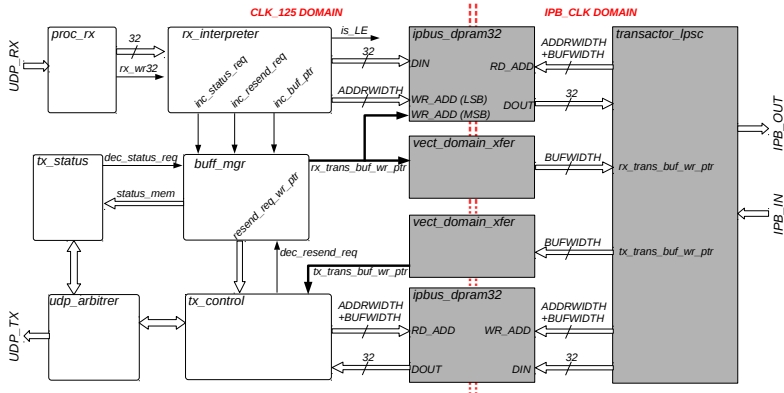 CLK_125 DOMAIN
IPB_CLK DOMAIN
UDP_RX
proc_rx
32
rx_wr32
rx_interpreter
is_LE
32
inc_status_req
inc_resend_req
inc_buf_ptr
ADDRWIDTH
ipbus_dpram32
DIN
RD_ADD
WR_ADD (LSB)
DOUT
WR_ADD (MSB)
ADDRWIDTH
+BUFWIDTH
32
transactor_lpsc
IPB_OUT
tx_status
dec_status_req
status_mem
buff_mgr
resend_req_wr_ptr
rx_trans_buf_wr_ptr
vect_domain_xfer
BUFWIDTH
rx_trans_buf_wr_ptr
IPB_IN
dec_resend_req
tx_trans_buf_wr_ptr
vect_domain_xfer
BUFWIDTH
tx_trans_buf_wr_ptr
UDP_TX
udp_arbitrer
tx_control
ADDRWIDTH
+BUFWIDTH
32
ipbus_dpram32
RD_ADD
WR_ADD
DOUT
DIN
ADDRWIDTH
+BUFWIDTH
32